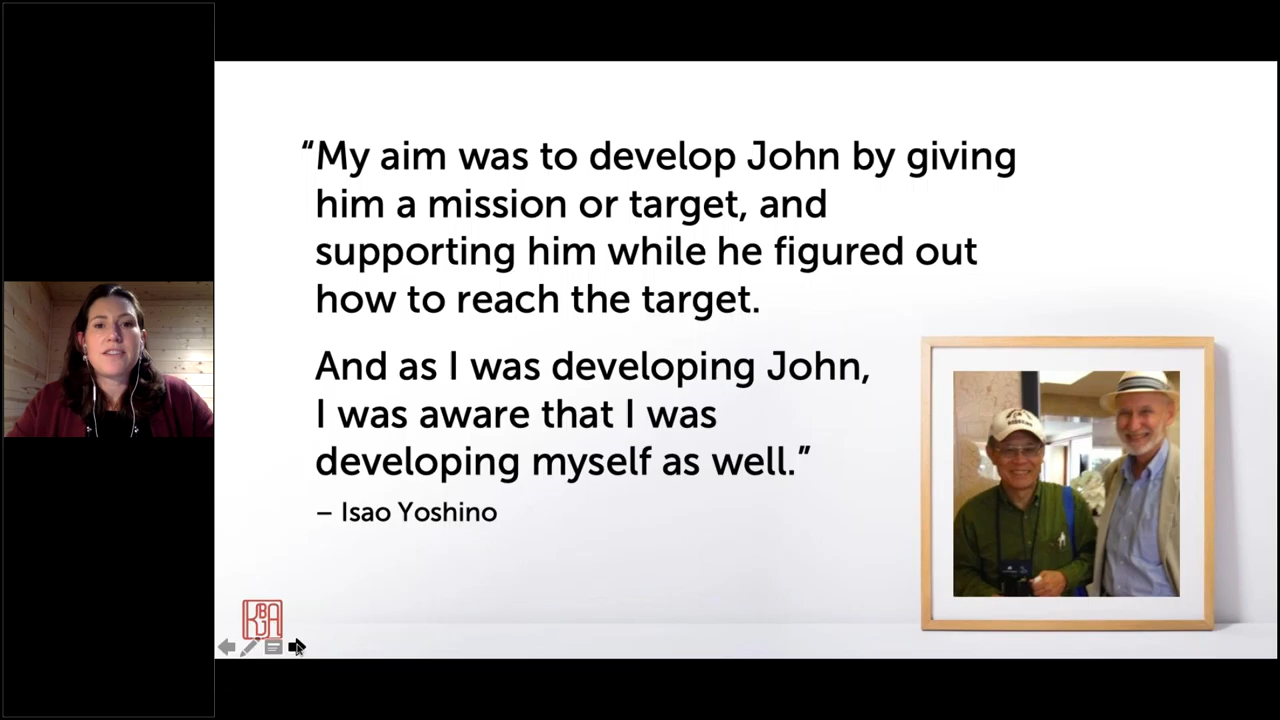 “My aim was to develop John by giving
him a mission or target, and
supporting him while he figured out
how to reach the target.
And as I was developing John,
I was aware that I was
developing myself as well.”
– Isao Yoshino
KBJA